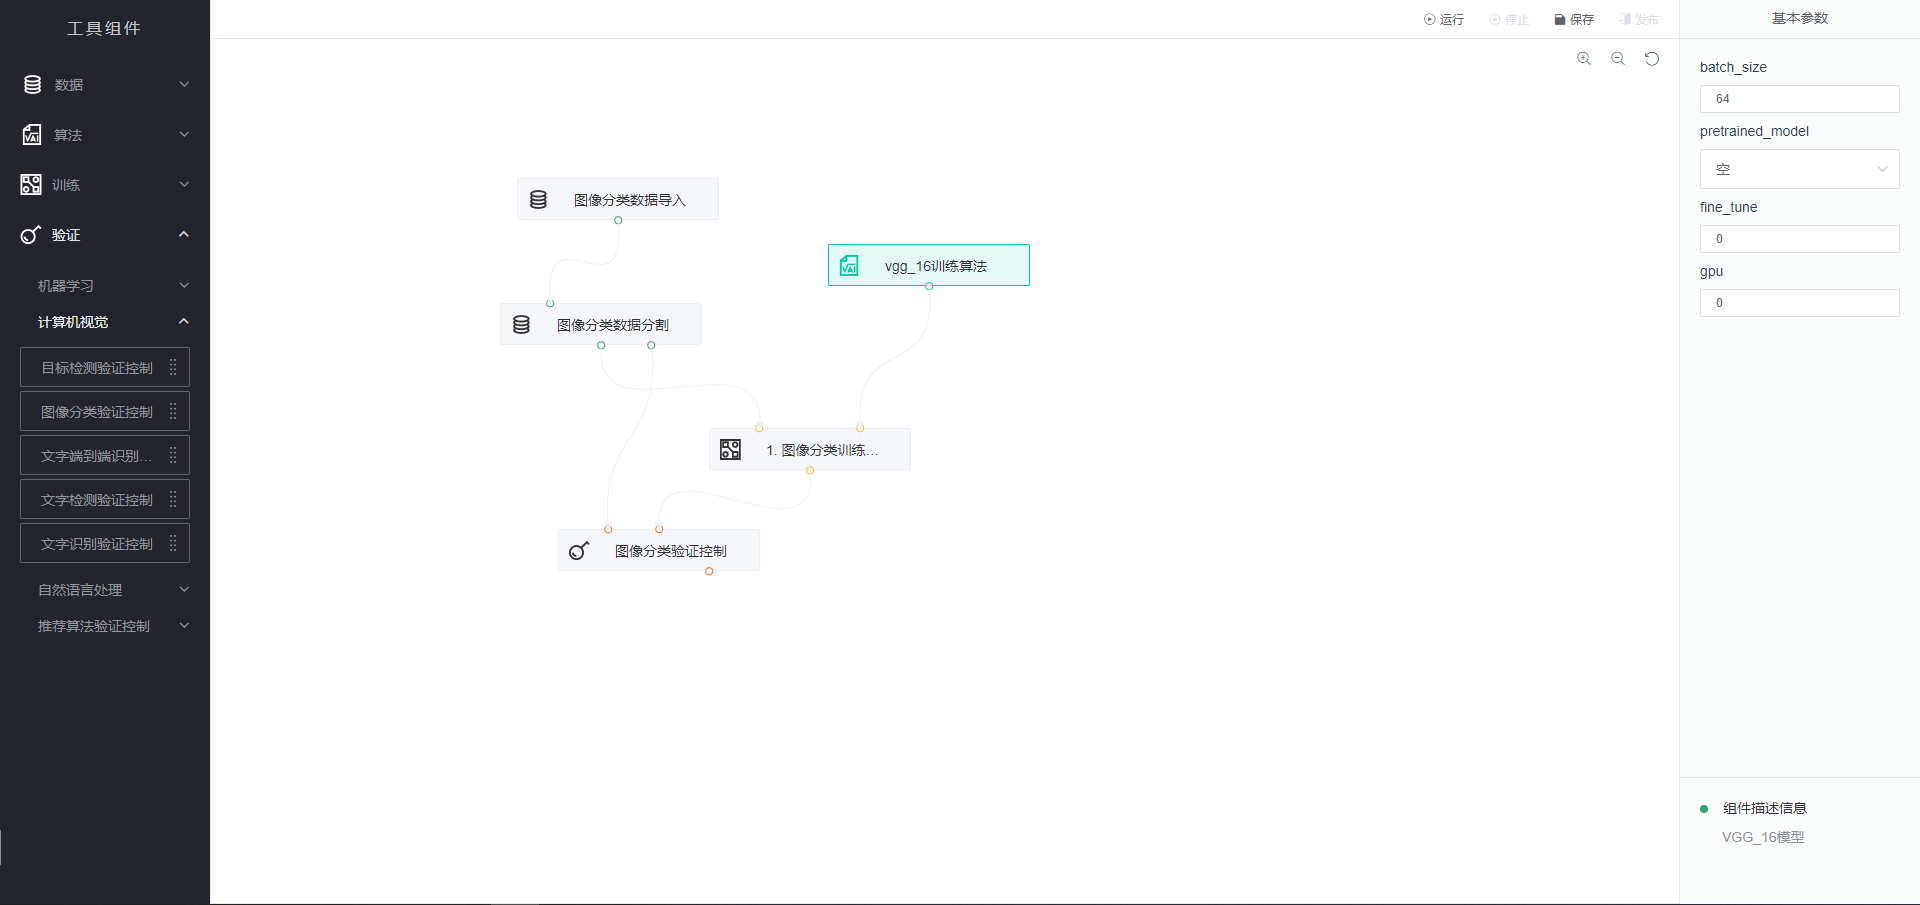 工具组件
数据
算法
训练
验证
机器学习
计算机视觉
目标检测验证控制
图像分类验证控制
文字端到端识别...
文字检测验证控制
文字识别验证控制
自然语言处理
推荐算法验证控制
运行 停止 保存 发布
图像分类数据导入
vgg_16训练算法
图像分类数据分割
1. 图像分类训练...
图像分类验证控制
基本参数
batch_size
64
pretrained_model
空
fine_tune
0
gpu
0
组件描述信息
VGG_16模型